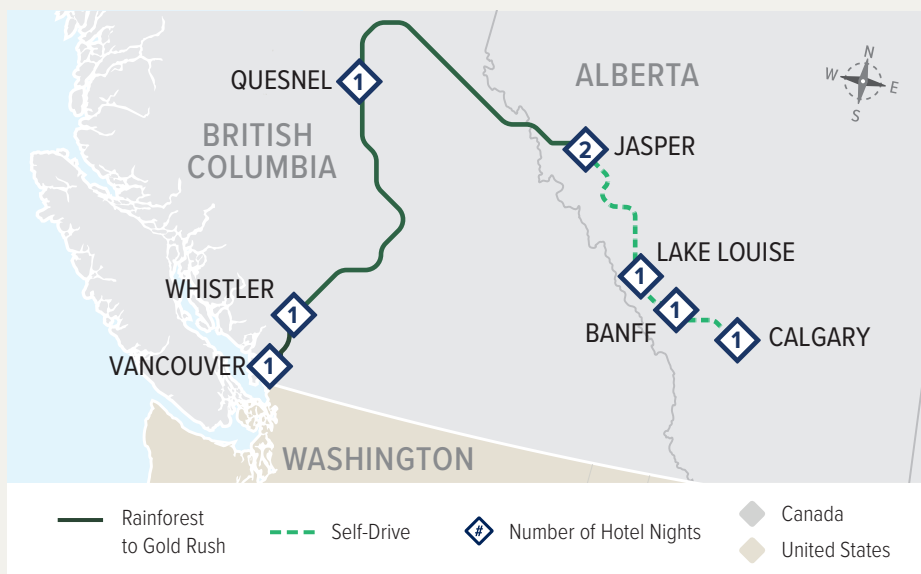 QUESNEL
1
ALBERTA
N
W
E
S
BRITISH
COLUMBIA
2
JASPER
LAKE LOUISE
1
WHISTLER
1
1
BANFF
1
CALGARY
VANCOUVER
1
WASHINGTON
Rainforest
to Gold Rush
Self-Drive
# Number of Hotel Nights
Canada
United States